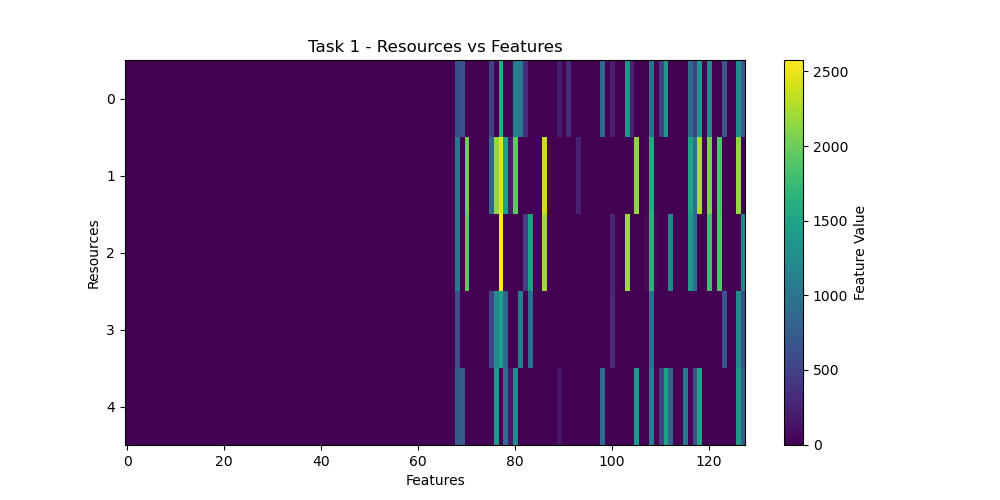 Task 1 - Resources vs Features
Resources
0
1
2
3
4
0 20 40 60 80 100 120
Features
2500
2000
1500
1000
500
0
Feature Value